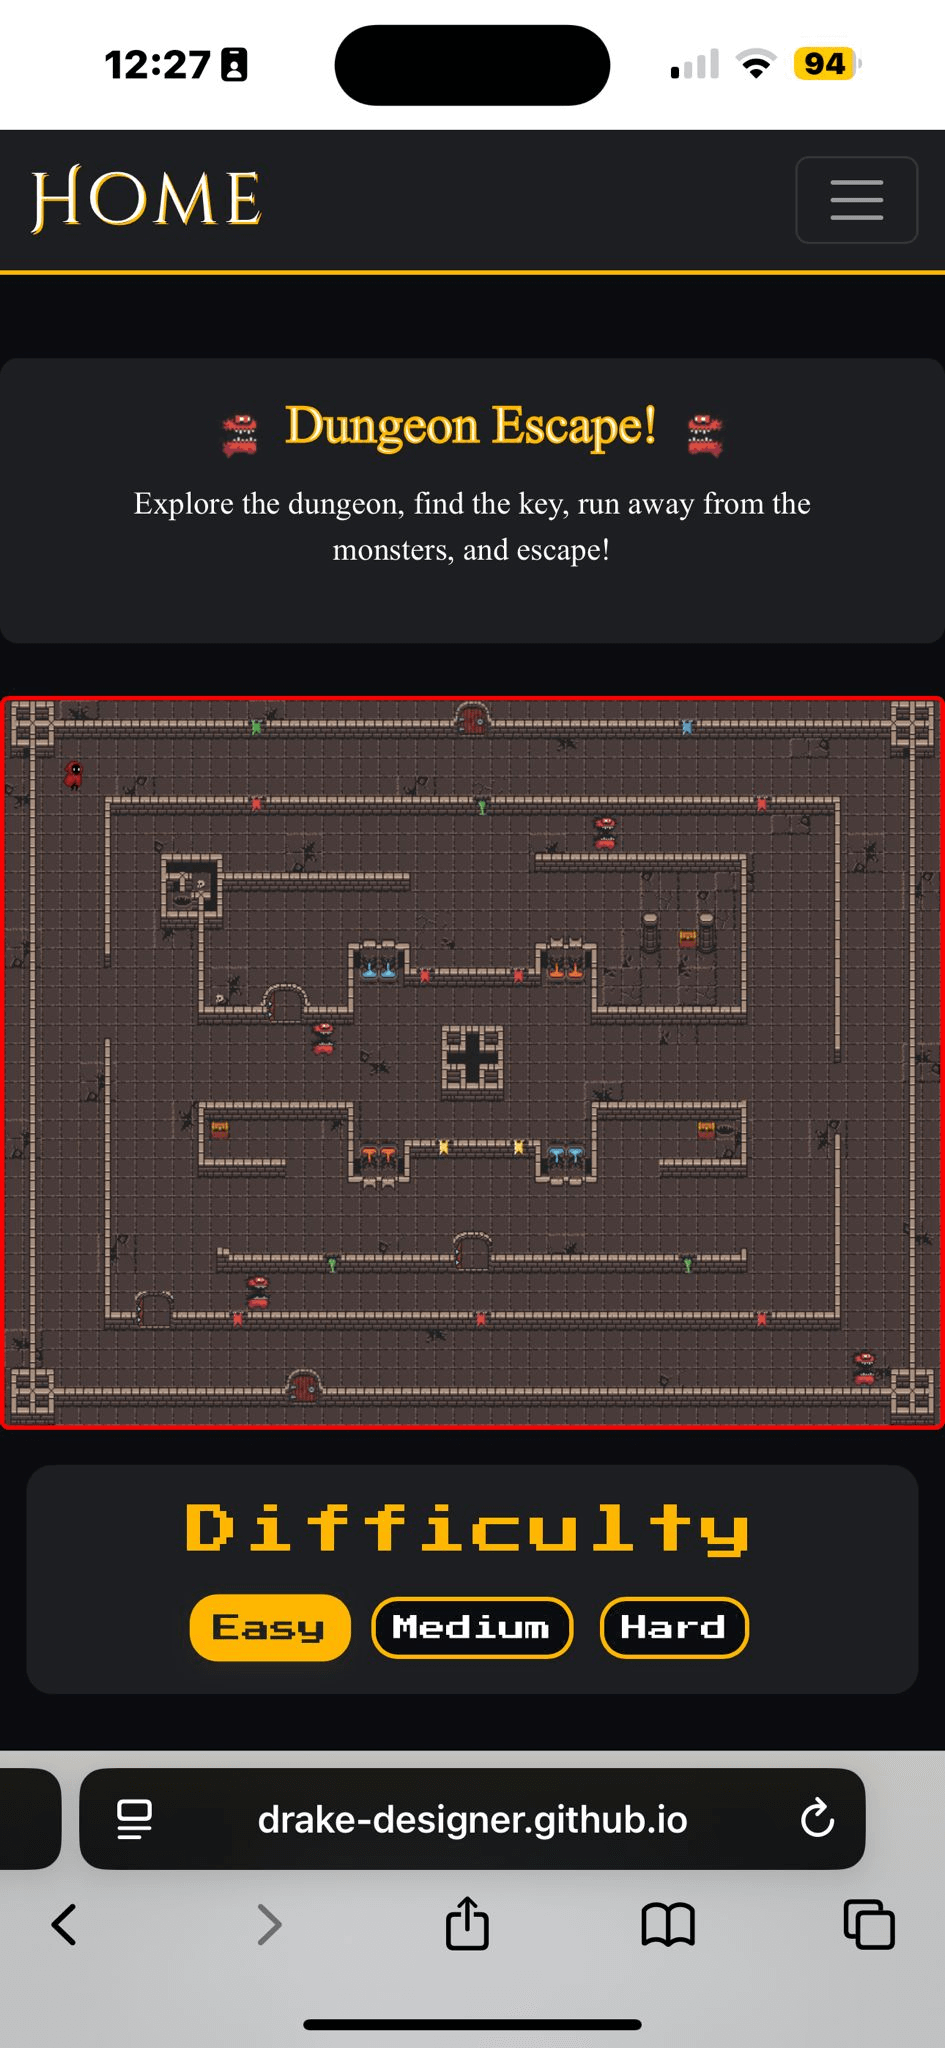 12:27
94
HOME
Dungeon Escape!
Explore the dungeon, find the key, run away from the
monsters, and escape!
Difficulty
Easy Medium Hard
drake-designer.github.io